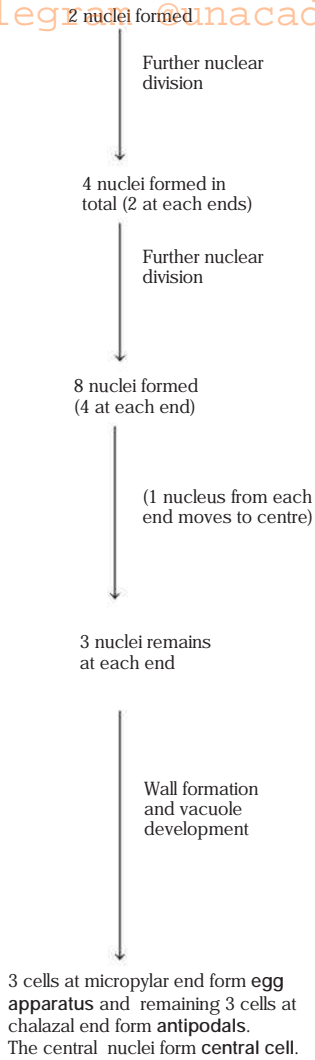 legram @unacad
2 nuclei formed
Further nuclear
division
4 nuclei formed in
total (2 at each ends)
Further nuclear
division
8 nuclei formed
(4 at each end)
(1 nucleus from each
end moves to centre)
3 nuclei remains
at each end
Wall formation
and vacuole
development
3 cells at micropylar end form egg
apparatus and remaining 3 cells at
chalazal end form antipodals.
The central nuclei form central cell.